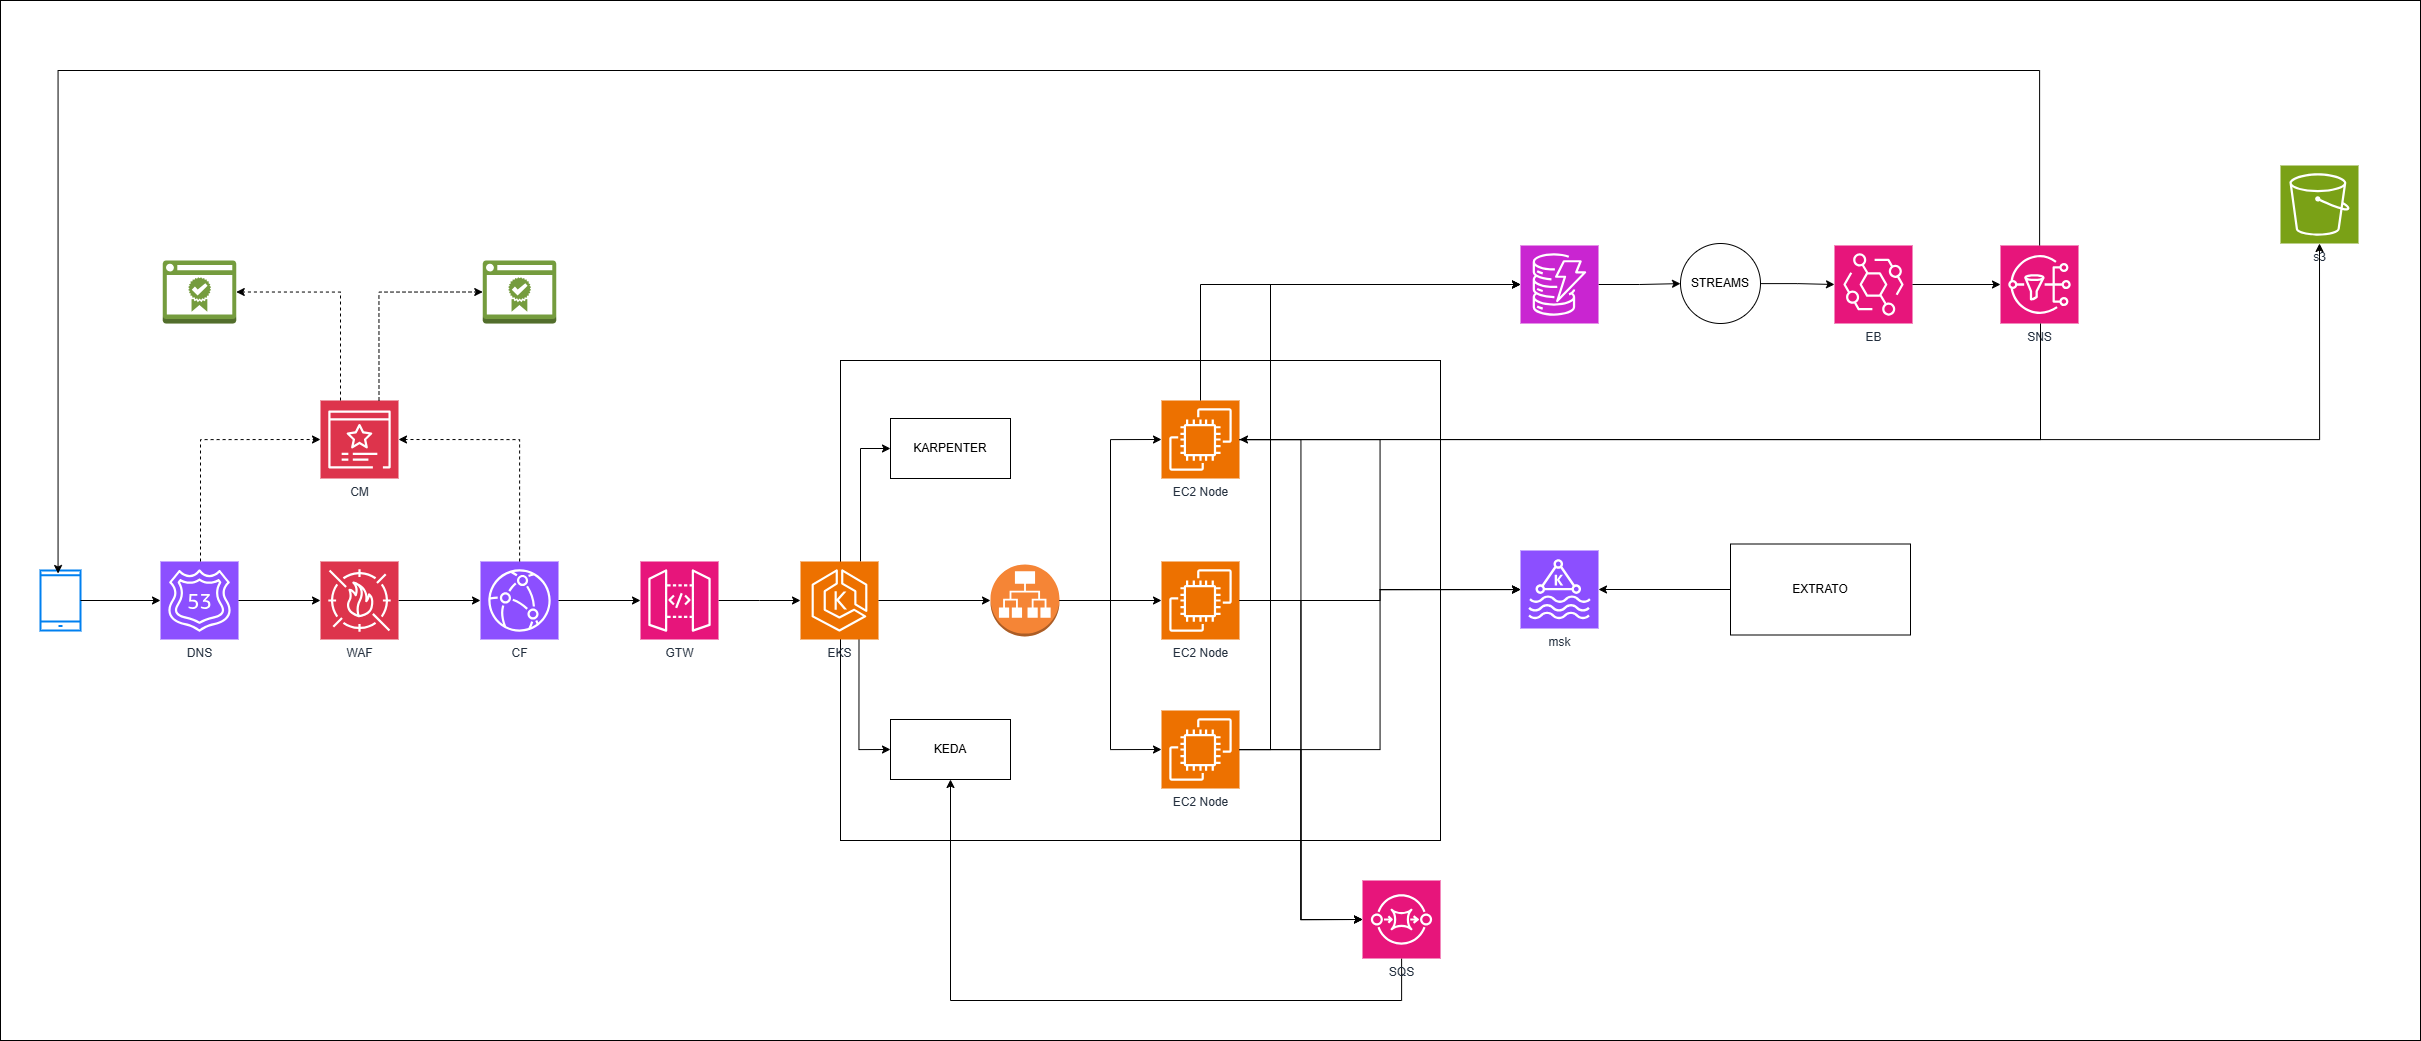 s3
STREAMS
EB
SNS
KARPENTER
CM
EC2 Node
K
EXTRATO
msk
53
K
DNS
WAF
CF
</>
GTW
EKS
EC2 Node
KEDA
EC2 Node
SQS